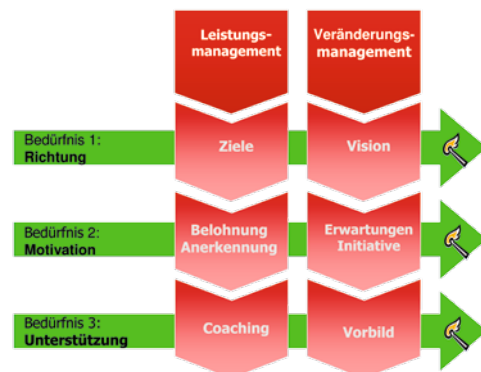 Leistungs-
management
Veränderungs-
management
Bedürfnis 1:
Richtung
Ziele
Vision
Bedürfnis 2:
Motivation
Belohnung
Anerkennung
Erwartungen
Initiative
Bedürfnis 3:
Unterstützung
Coaching
Vorbild